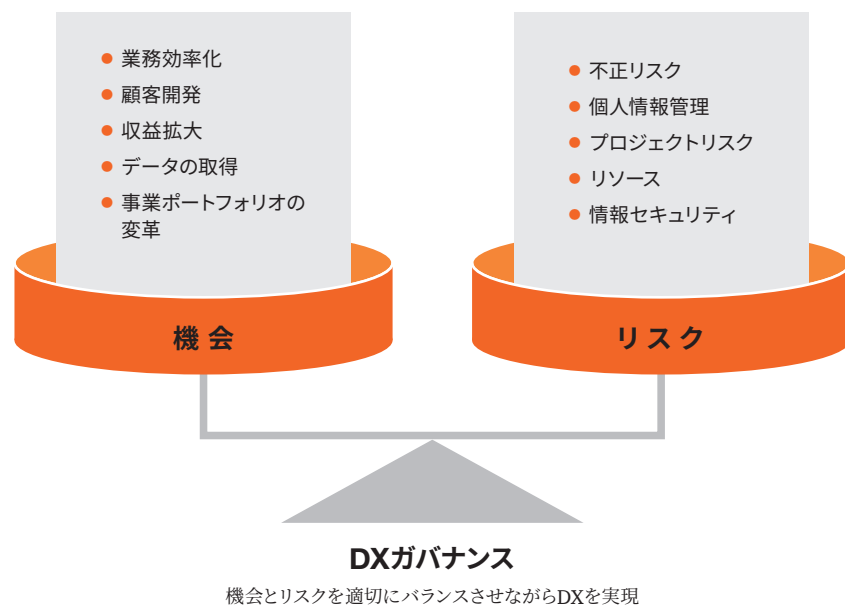 業務効率化
顧客開発
収益拡大
データの取得
事業ポートフォリオの
変革
機会
不正リスク
個人情報管理
プロジェクトリスク
リソース
情報セキュリティ
リスク
DXガバナンス
機会とリスクを適切にバランスさせながらDXを実現